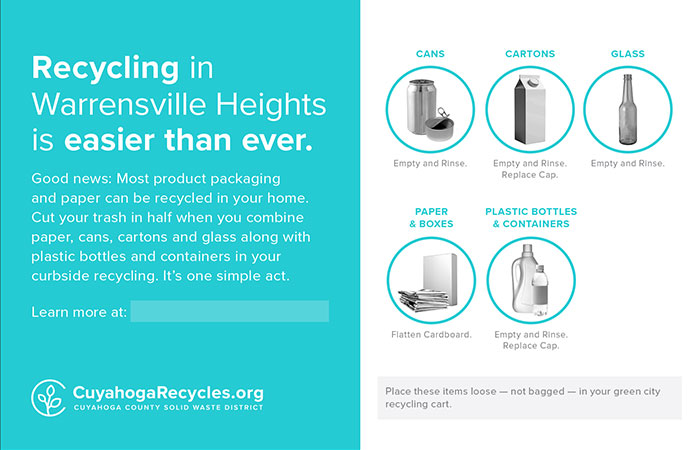 Recycling in
Warrensville Heights
is easier than ever.
Good news: Most product packaging
and paper can be recycled in your home.
Cut your trash in half when you combine
paper, cans, cartons and glass along with
plastic bottles and containers in your
curbside recycling. It's one simple act.
Learn more at:
CuyahogaRecycles.org
CUYAHOGA COUNTY SOLID WASTE DISTRICT
CANS
Empty and Rinse.
CARTONS
Empty and Rinse.
Replace Cap.
GLASS
Empty and Rinse.
PAPER
& BOXES
Flatten Cardboard.
PLASTIC BOTTLES
& CONTAINERS
Empty and Rinse.
Replace Cap.
Place these items loose — not bagged — in your green city
recycling cart.